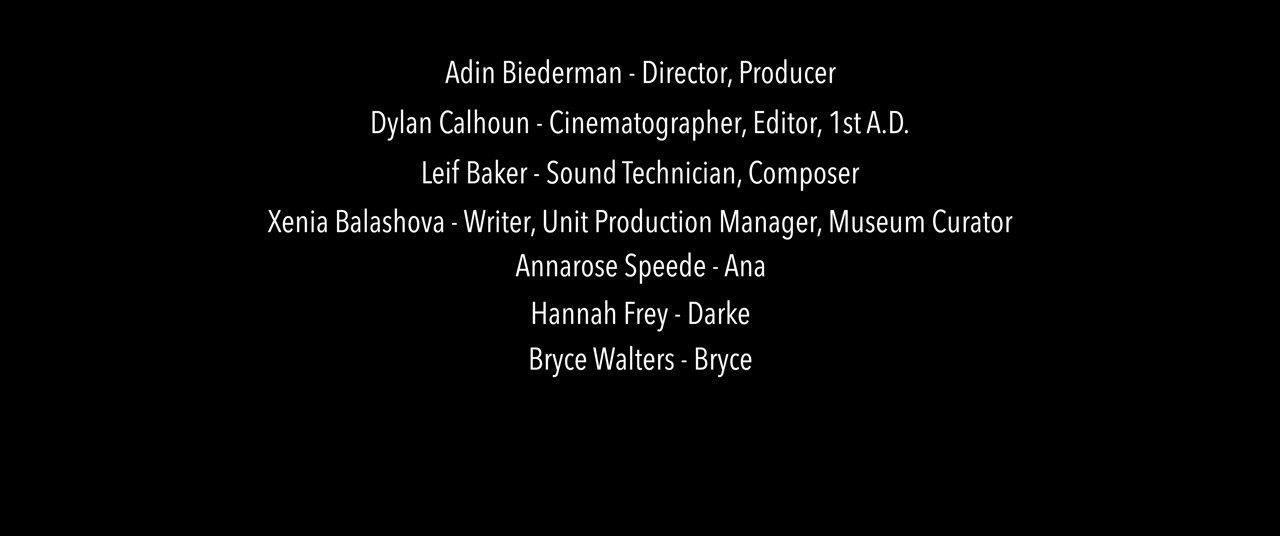 Adin Biederman - Director, Producer
Dylan Calhoun - Cinematographer, Editor, 1st A.D.
Leif Baker - Sound Technician, Composer
Xenia Balashova - Writer, Unit Production Manager, Museum Curator
Annarose Speede - Ana
Hannah Frey - Darke
Bryce Walters - Bryce